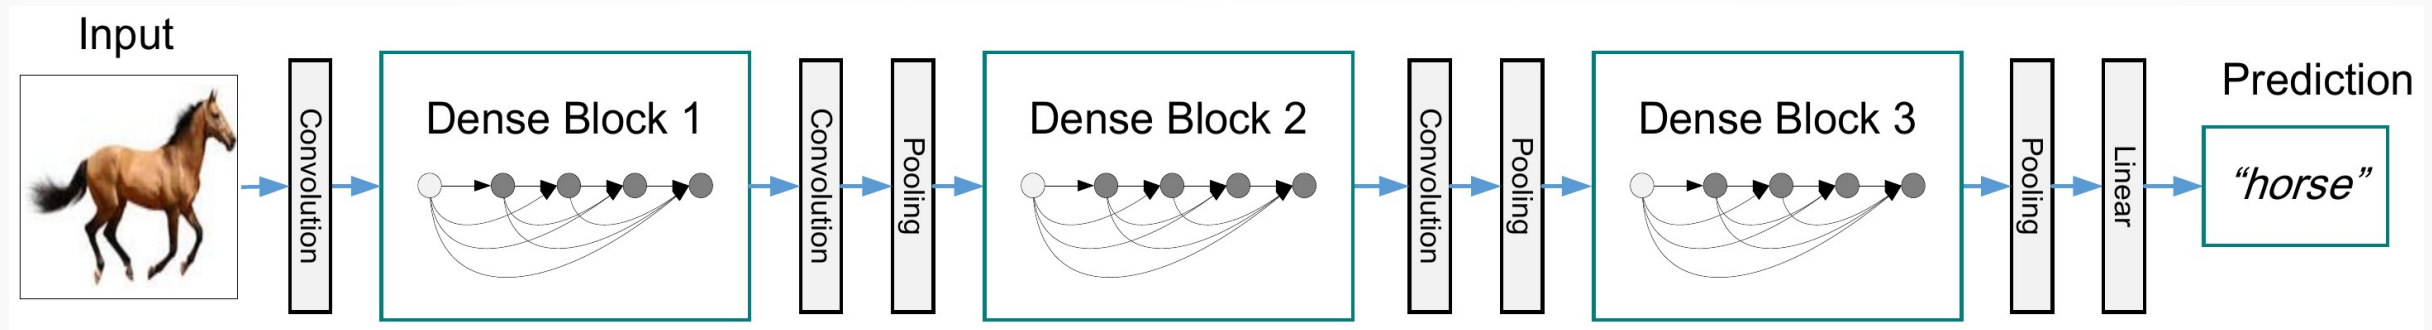 Input
Convolution
Dense Block 1
Convolution
Pooling
Dense Block 2
Convolution
Pooling
Dense Block 3
Pooling
Linear
Prediction
“horse”